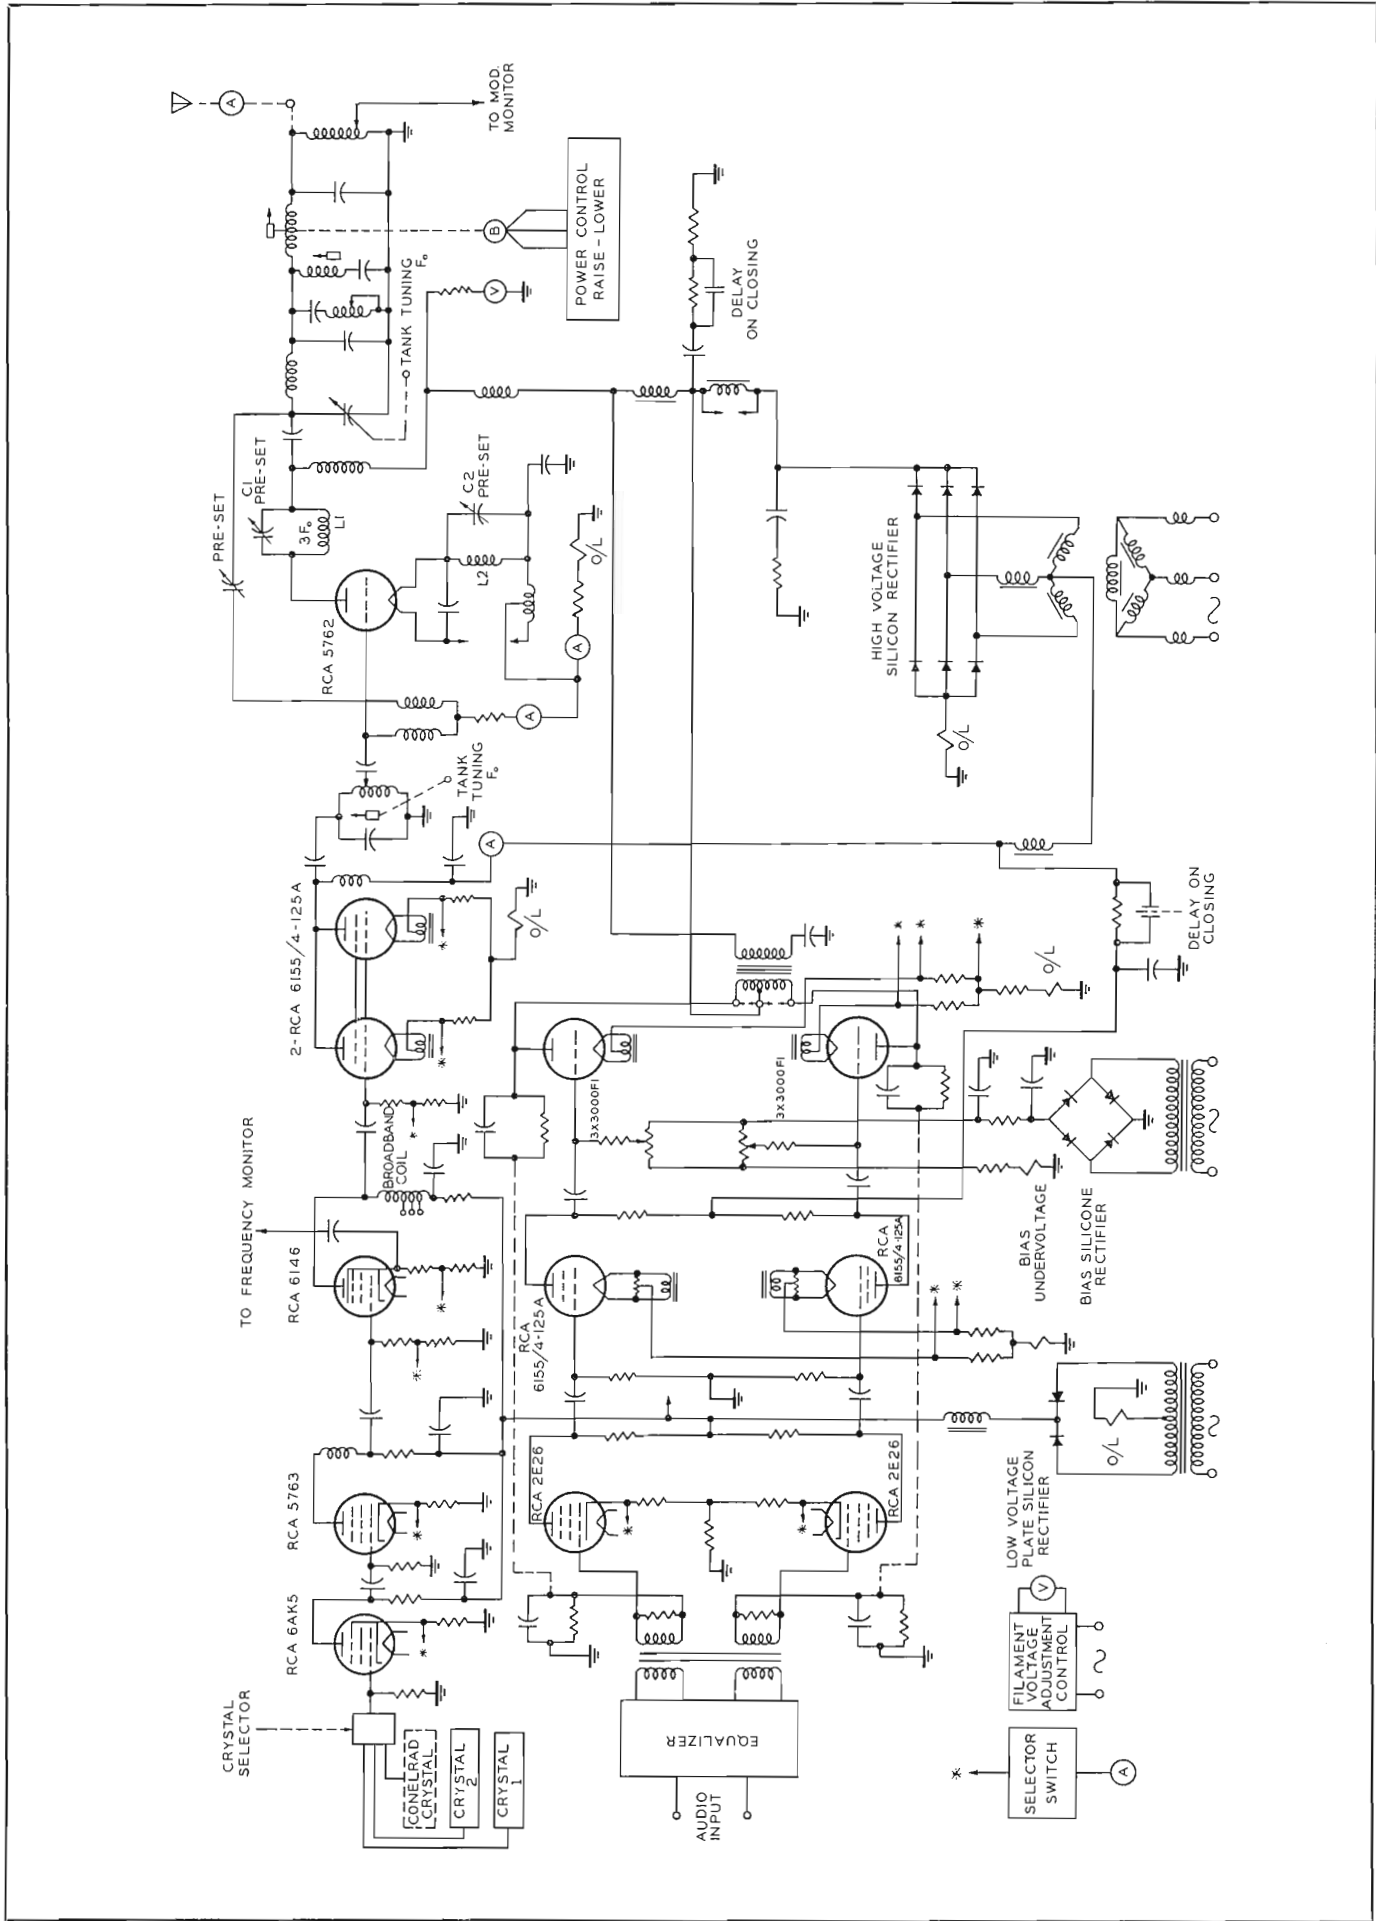 TO MOD.
MONITOR
POWER CONTROL
RAISE - LOWER
TANK TUNING
F₀
DELAY
ON CLOSING
PRE-SET
C1
PRE-SET
3F₀
L1
C2
PRE-SET
L2
O/L
RCA 5762
HIGH VOLTAGE
SILICON RECTIFIER
O/L
TANK
TUNING
F₀
2-RCA 6155/4-125A
O/L
DELAY ON
CLOSING
O/L
3X3000F1
3X3000F1
TO FREQUENCY MONITOR
RCA 6146
BROADBAND
COIL
RCA
6155/4-125A
RCA
6155/4-125A
BIAS
UNDERVOLTAGE
BIAS SILICONE
RECTIFIER
RCA 5763
RCA 2E26
RCA 2E26
O/L
LOW VOLTAGE
PLATE SILICON
RECTIFIER
RCA 6AK5
CRYSTAL
SELECTOR
CONELRAD
CRYSTAL
CRYSTAL
2
CRYSTAL
1
EQUALIZER
AUDIO
INPUT
FILAMENT
VOLTAGE
ADJUSTMENT
CONTROL
SELECTOR
SWITCH
A
A
A
A
A
B
V
V